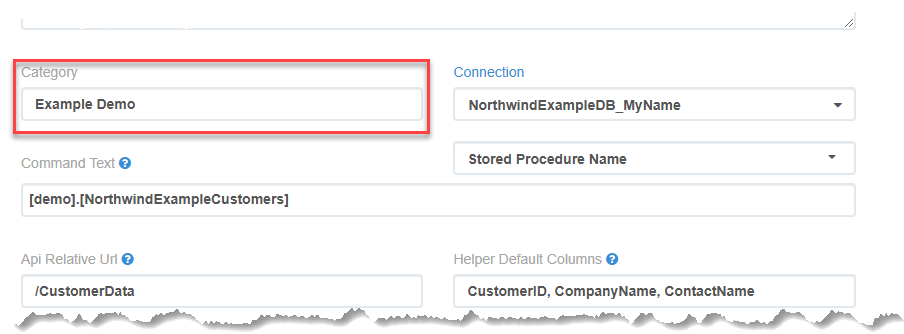 Category
Connection
Example Demo
NorthwindExampleDB_MyName
Command Text ?
Stored Procedure Name
[demo].[NorthwindExampleCustomers]
Api Relative Url ?
Helper Default Columns ?
/CustomerData
CustomerID, CompanyName, ContactName